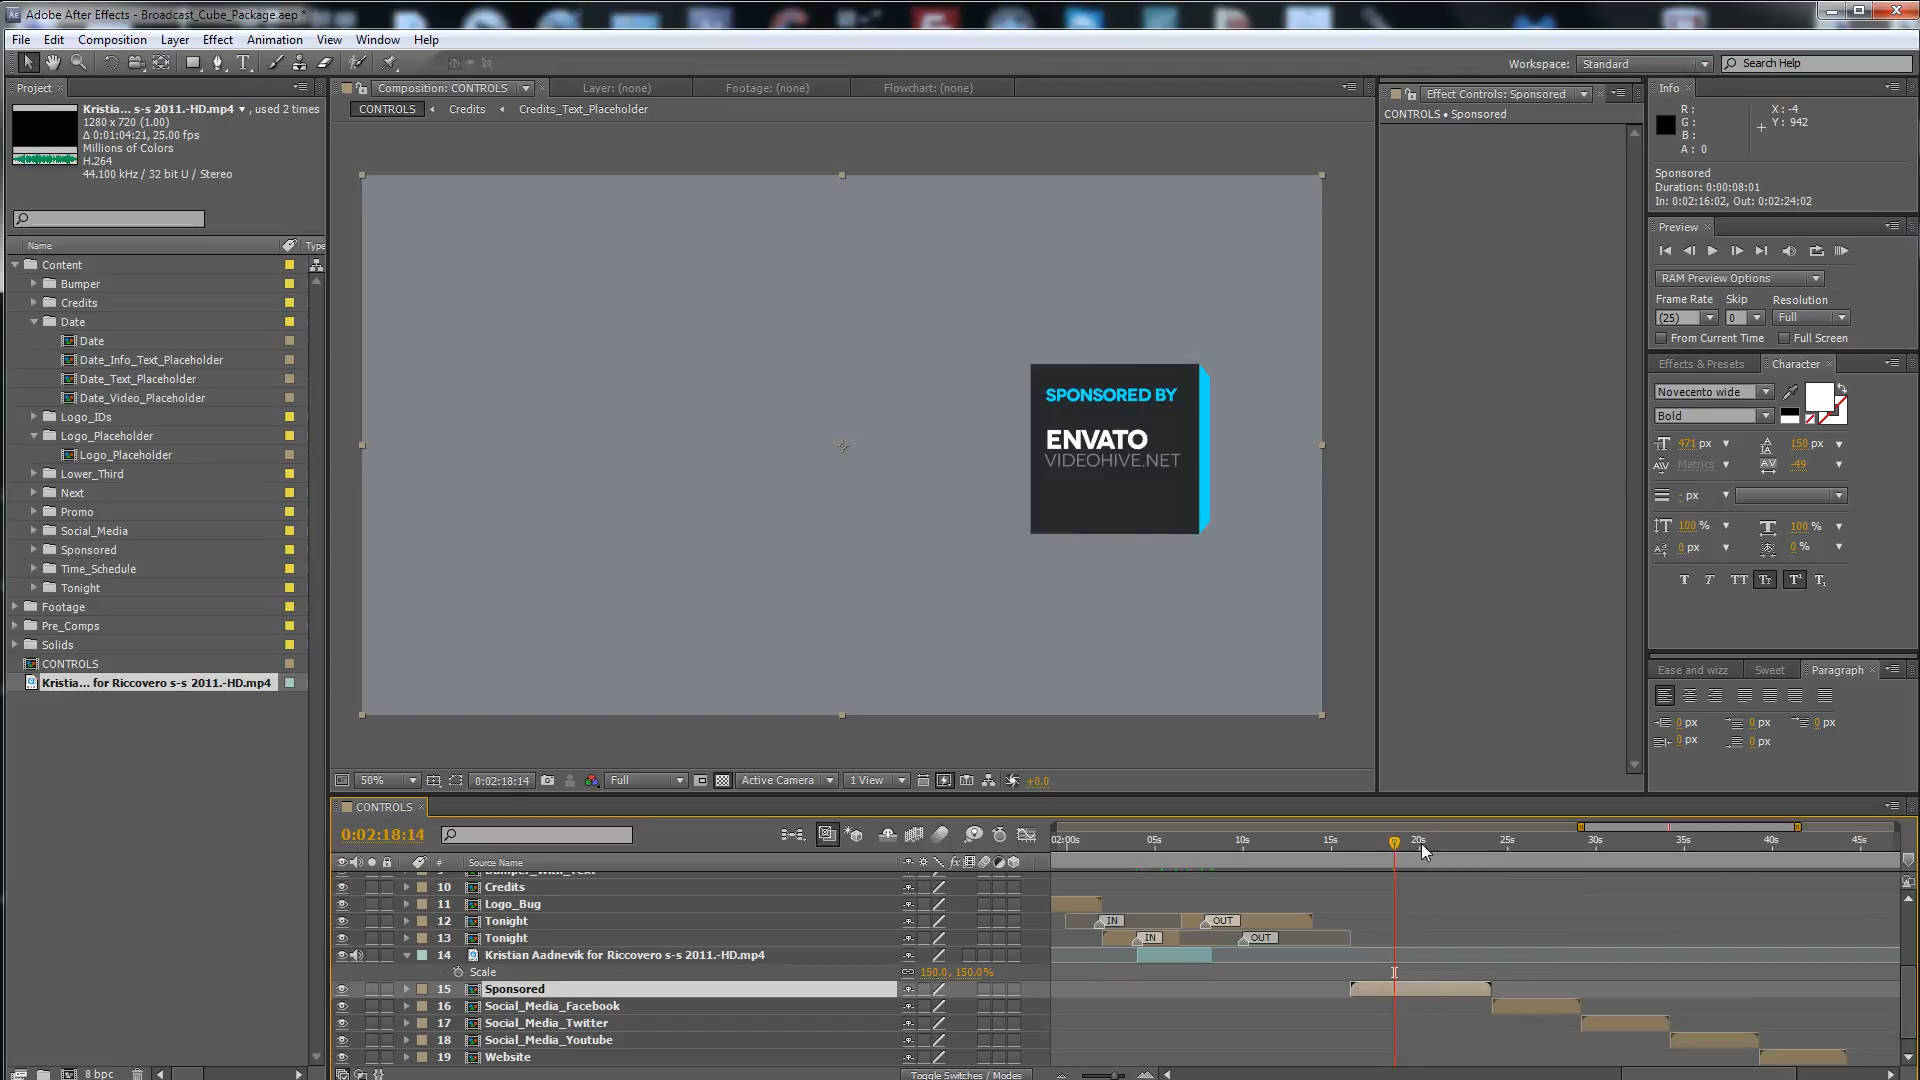 Adobe After Effects - Broadcast_Cube_Package.aep *
File Edit Composition Layer Effect Animation View Window Help
Workspace: Standard Search Help
Project
Kristia... s-s 2011.-HD.mp4 , used 2 times
1280 x 720 (1.00)
Δ 0:01:04:21, 25.00 fps
Millions of Colors
H.264
44.100 kHz / 32 bit U / Stereo
Name Type
Content
Bumper
Credits
Date
Date
Date_Info_Text_Placeholder
Date_Text_Placeholder
Date_Video_Placeholder
Logo_IDs
Logo_Placeholder
Logo_Placeholder
Lower_Third
Next
Promo
Social_Media
Sponsored
Time_Schedule
Tonight
Footage
Pre_Comps
Solids
CONTROLS
Kristia... for Riccovero s-s 2011.-HD.mp4
8 bpc
Composition: CONTROLS Layer: (none) Footage: (none) Flowchart: (none)
CONTROLS Credits Credits_Text_Placeholder
SPONSORED BY
ENVATO
VIDEOHIVE.NET
50% 0:02:18:14 Full Active Camera 1 View +0.0
Effect Controls: Sponsored
CONTROLS • Sponsored
Info
R: X: -4
G: Y: 942
B:
A: 0
Sponsored
Duration: 0:00:08:01
In: 0:02:16:02, Out: 0:02:24:02
Preview
RAM Preview Options
Frame Rate Skip Resolution
(25) 0 Full
From Current Time Full Screen
Effects & Presets Character
Novecento wide
Bold
471 px 150 px
Metrics -49
- px
100 % 100 %
0 px 0 %
T T TT Tт T¹ T₁
Ease and wizz Sweet Paragraph
0 px 0 px 0 px
0 px 0 px
CONTROLS
0:02:18:14
02:00s 05s 10s 15s 20s 25s 30s 35s 40s 45s
# Source Name fx
10 Credits
11 Logo_Bug
12 Tonight IN OUT
13 Tonight IN OUT
14 Kristian Aadnevik for Riccovero s-s 2011.-HD.mp4
Scale 150.0, 150.0%
15 Sponsored
16 Social_Media_Facebook
17 Social_Media_Twitter
18 Social_Media_Youtube
19 Website
Toggle Switches / Modes